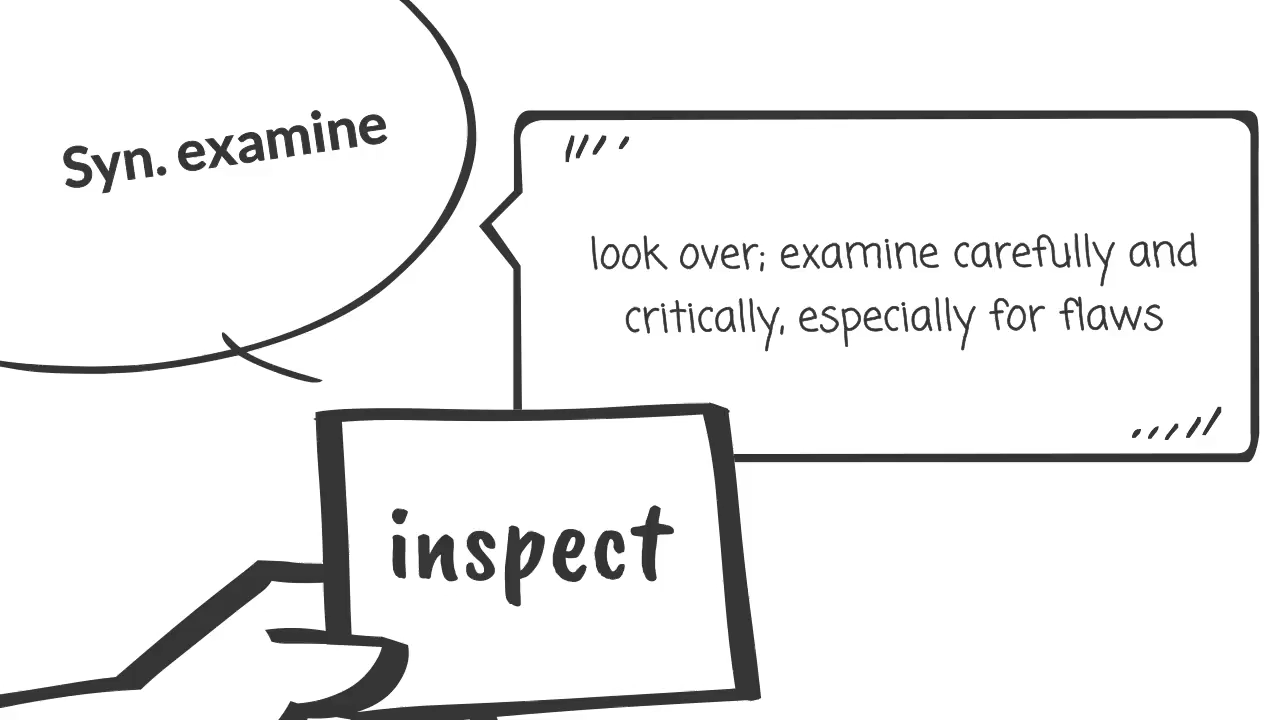 Syn. examine
look over; examine carefully and
critically, especially for flaws
inspect